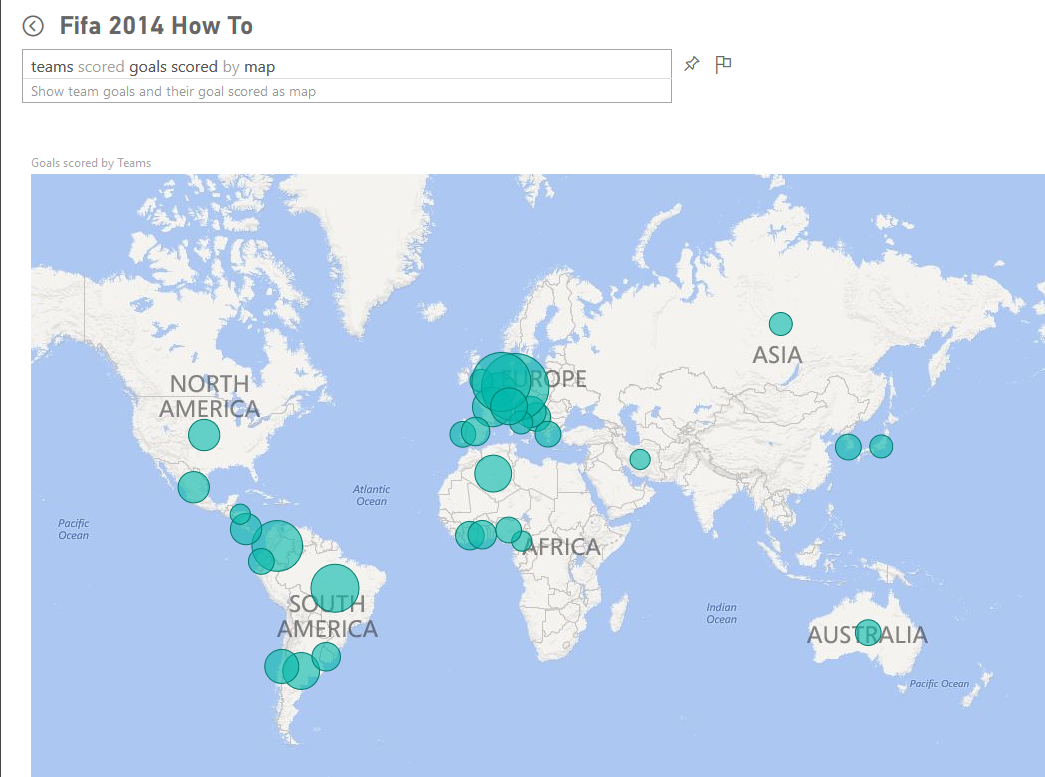 Fifa 2014 How To
teams scored goals scored by map
Show team goals and their goal scored as map
Goals scored by Teams
ASIA
EUROPE
NORTH
AMERICA
Atlantic
Ocean
Pacific
Ocean
AFRICA
SOUTH
AMERICA
Indian
Ocean
AUSTRALIA
Pacific Ocean